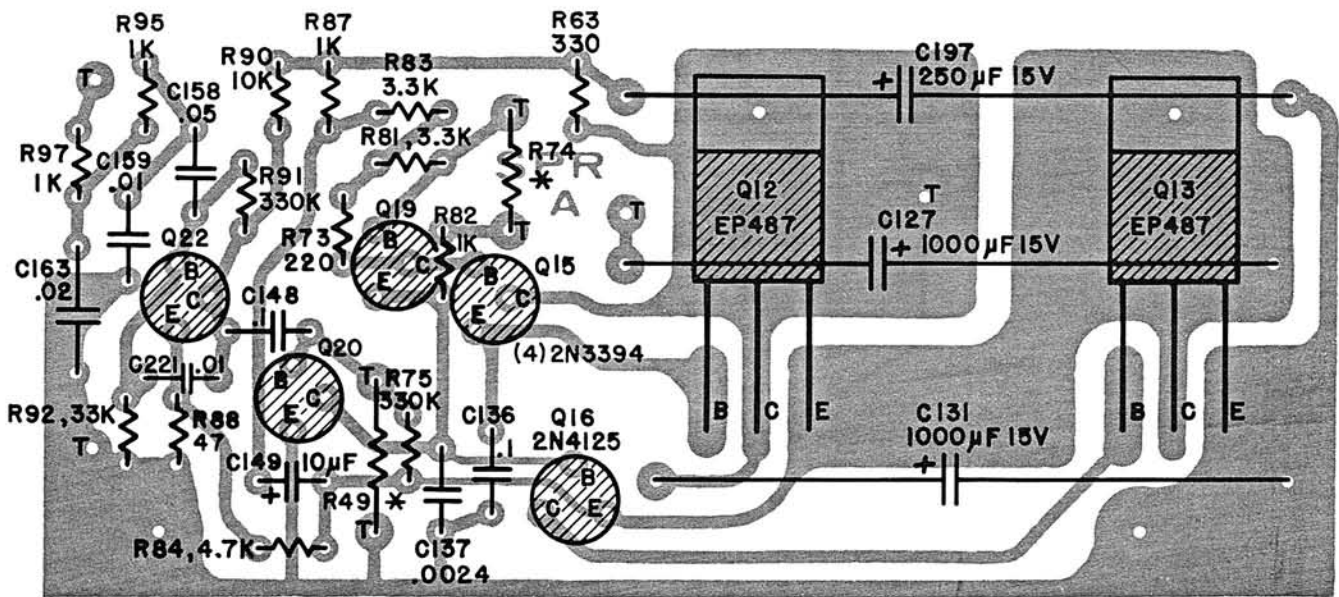 R95
1K
R87
1K
R63
330
R90
10K
C197
+ 250µF 15V
T
C158
.05
R83
3.3K
T
R97
1K
C159
.01
R81, 3.3K
R74
*
SPR
A
R91
330K
Q12
EP487
Q13
EP487
T
T
C127
+ 1000µF 15V
R73
220
Q19
B
C
E
R82
1K
T
Q22
B
C
E
C163
.02
Q15
B
C
E
C148
.1
(4) 2N3394
Q20
B
C
E
C221 .01
T
R75
330K
B C E
B C E
R92, 33K
T
R88
47
C136
.1
Q16
2N4125
B
C E
C131
1000µF 15V
+
C149
+
10µF
R49 *
T
R84, 4.7K
C137
.0024